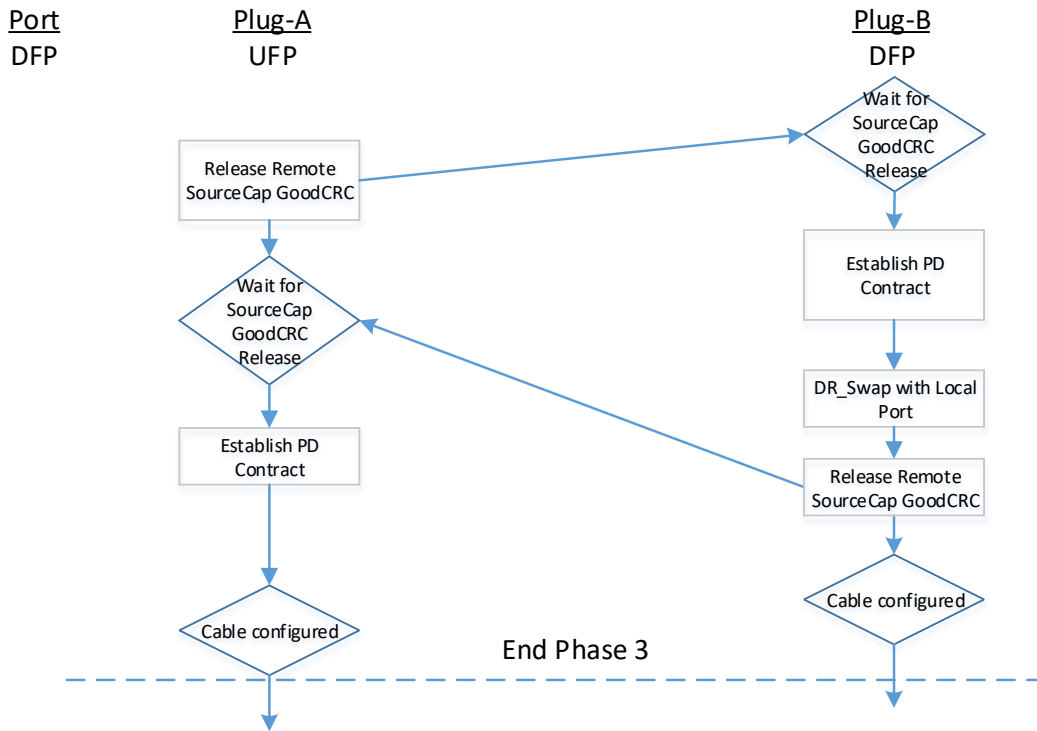 Port
DFP
Plug-A
UFP
Plug-B
DFP
Wait for
SourceCap
GoodCRC
Release
Release Remote
SourceCap GoodCRC
Wait for
SourceCap
GoodCRC
Release
Establish PD
Contract
DR_Swap with Local
Port
Establish PD
Contract
Release Remote
SourceCap GoodCRC
Cable configured
Cable configured
End Phase 3